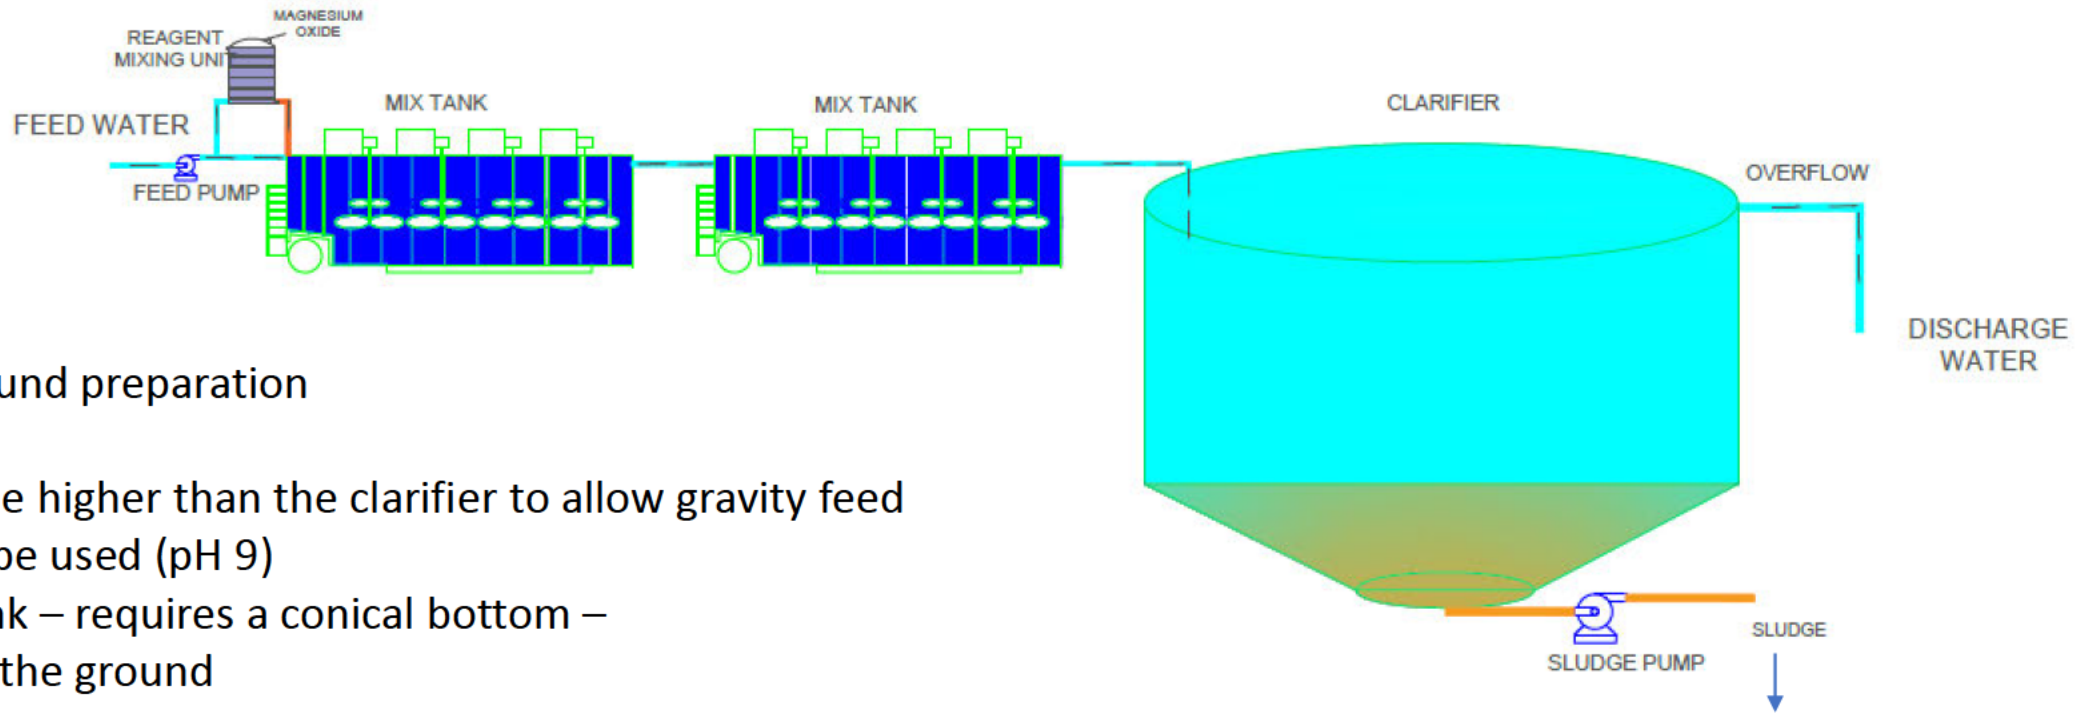 MAGNESIUM
OXIDE
REAGENT
MIXING UNIT
FEED WATER
FEED PUMP
MIX TANK
MIX TANK
CLARIFIER
OVERFLOW
DISCHARGE
WATER
SLUDGE
SLUDGE PUMP
und preparation
e higher than the clarifier to allow gravity feed
be used (pH 9)
nk – requires a conical bottom –
the ground